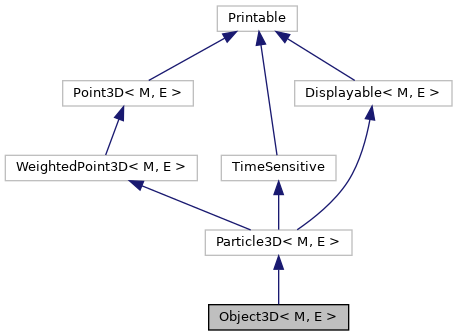 Printable
Point3D< M, E >
Displayable< M, E >
WeightedPoint3D< M, E >
TimeSensitive
Particle3D< M, E >
Object3D< M, E >